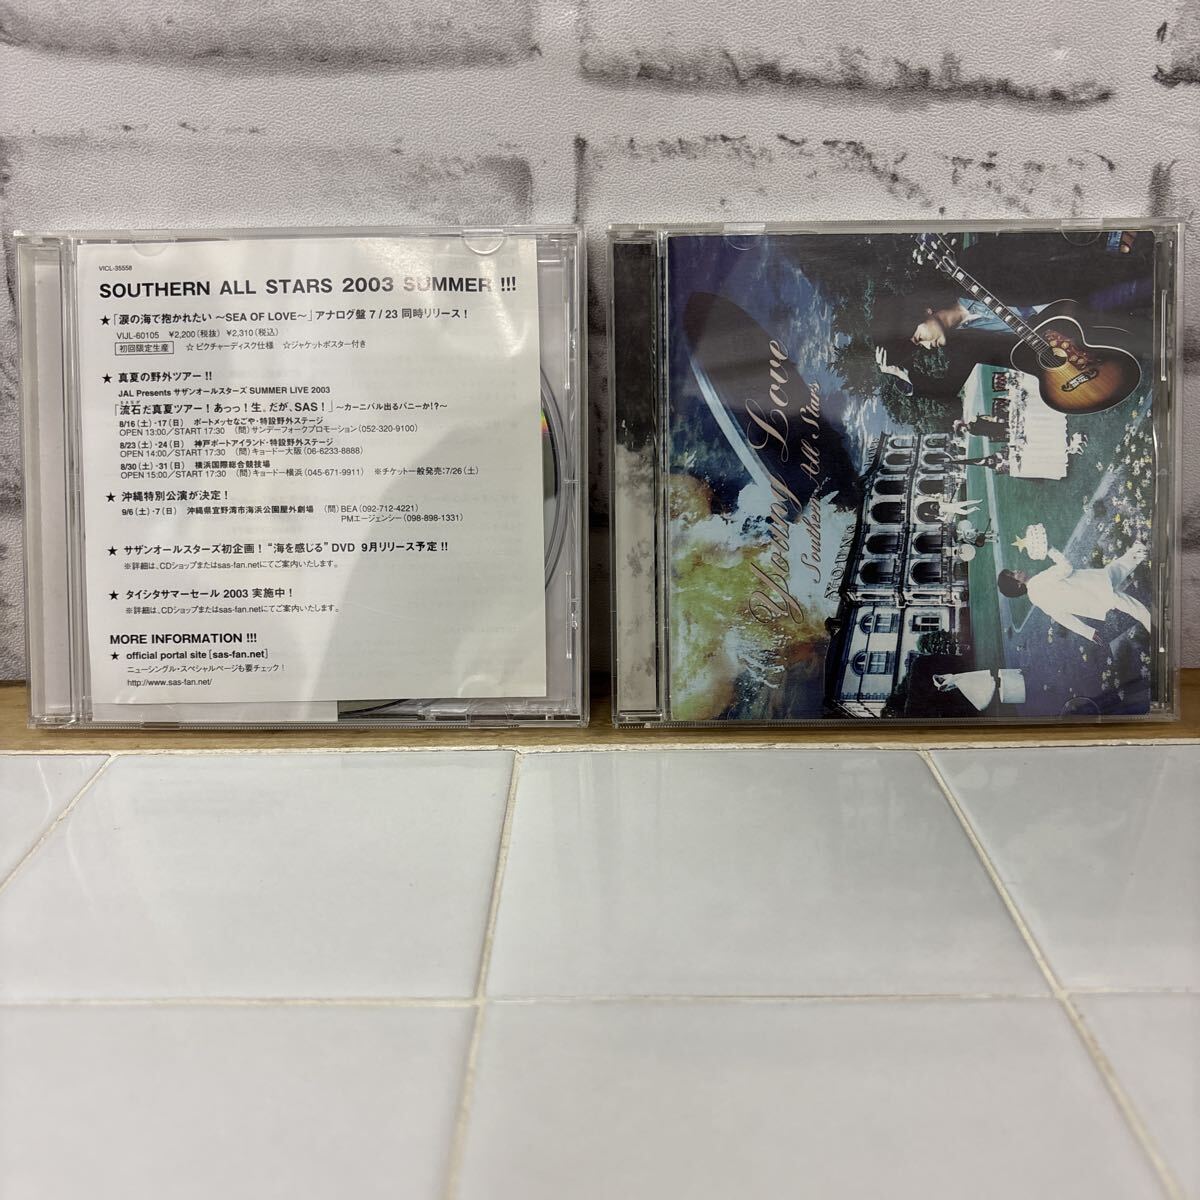 VICL-35558
SOUTHERN ALL STARS 2003 SUMMER !!!
★「涙の海で抱かれたい 〜SEA OF LOVE〜」アナログ盤 7 / 23 同時リリース！
VIJL-60105 ¥2,200（税抜）¥2,310（税込）
初回限定生産 ☆ピクチャーディスク仕様 ☆ジャケットポスター付き
★ 真夏の野外ツアー !!
JAL Presents サザンオールスターズ SUMMER LIVE 2003
「流石だ真夏ツアー！あっっ！生。だが、SAS！」〜カーニバル出るバニーか!?〜
8/16（土）・17（日） ポートメッセなごや・特設野外ステージ
OPEN 13:00／START 17:30 （問）サンデーフォークプロモーション（052-320-9100）
8/23（土）・24（日） 神戸ポートアイランド・特設野外ステージ
OPEN 14:00／START 17:30 （問）キョードー大阪（06-6233-8888）
8/30（土）・31（日） 横浜国際総合競技場
OPEN 15:00／START 17:30 （問）キョードー横浜（045-671-9911） ※チケット一般発売：7/26（土）
★ 沖縄特別公演が決定！
9/6（土）・7（日） 沖縄県宜野湾市海浜公園屋外劇場 （問）BEA（092-712-4221）
PMエージェンシー（098-898-1331）
★ サザンオールスターズ初企画！“海を感じる” DVD 9月リリース予定 !!
※詳細は、CDショップまたはsas-fan.netにてご案内いたします。
★ タイシタサマーセール 2003 実施中！
※詳細は、CDショップまたはsas-fan.netにてご案内いたします。
MORE INFORMATION !!!
★ official portal site [sas-fan.net]
ニューシングル・スペシャルページも要チェック！
http://www.sas-fan.net/
Young Love
Southern All Stars